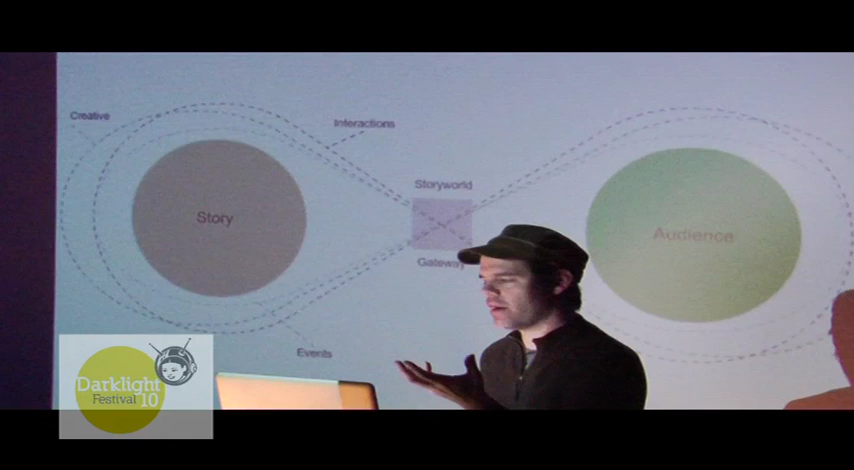 Creative
Interactions
Storyworld
Story
Audience
Gateway
Events
Darklight
Festival 10